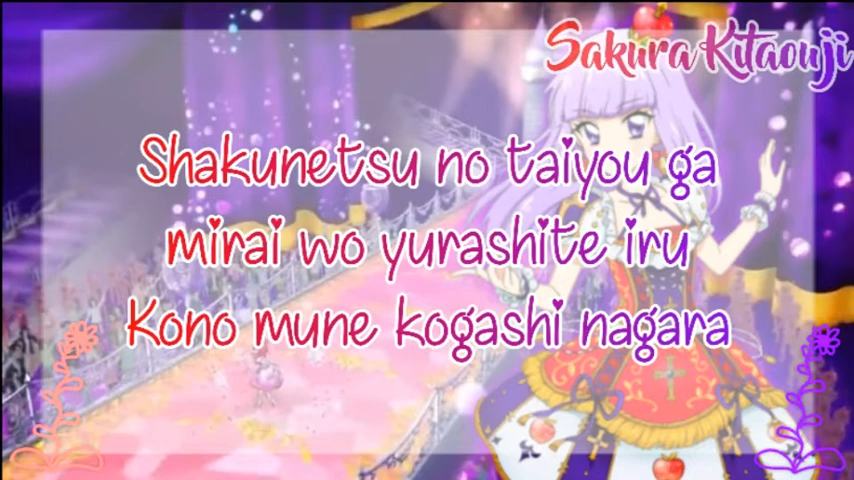 Sakura Kitaouji
Shakunetsu no taiyou ga
mirai wo yurashite iru
Kono mune kogashi nagara